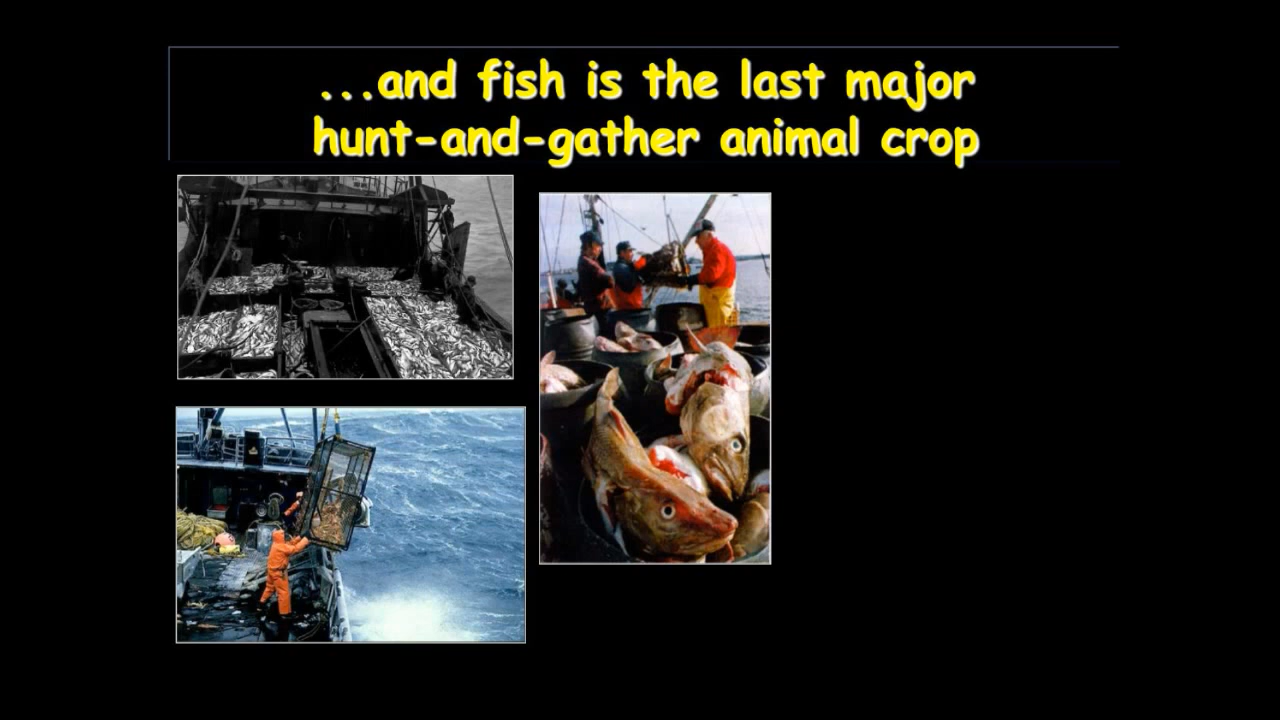 ...and fish is the last major
hunt-and-gather animal crop